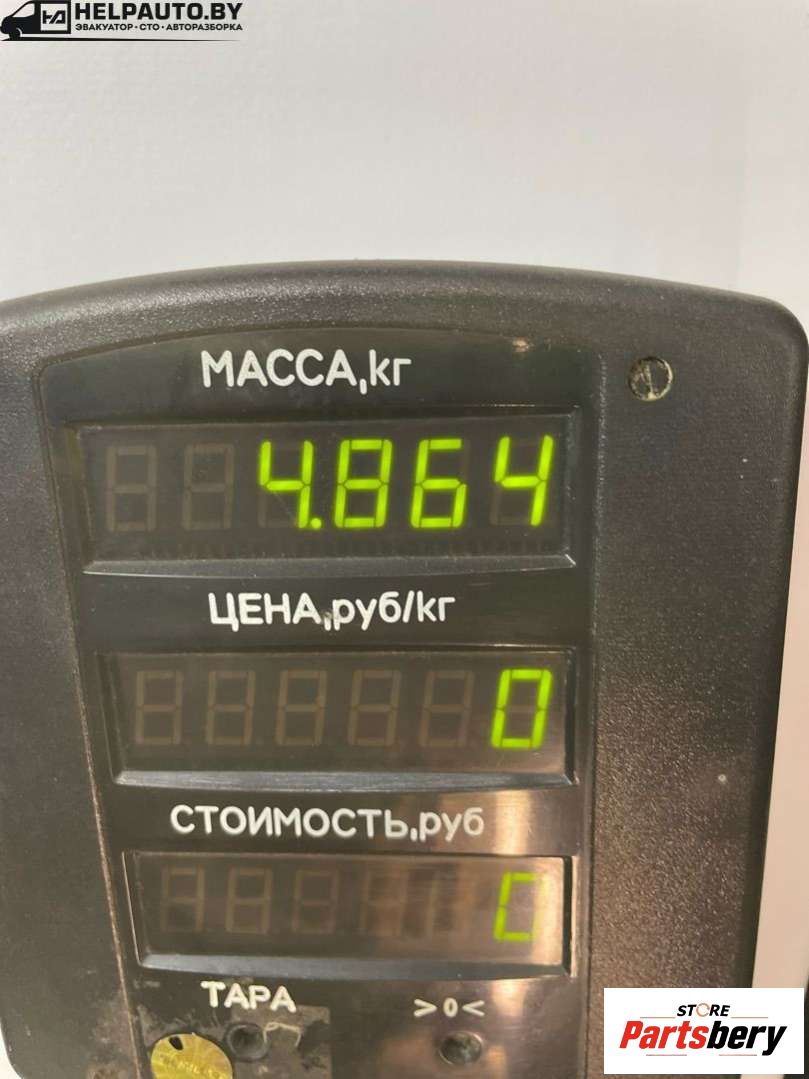 HELPAUTO.BY
ЭВАКУАТОР • СТО • АВТОРАЗБОРКА
МАССА,кг
4.864
ЦЕНА,руб/кг
0
СТОИМОСТЬ,руб
0
ТАРА >0<
STORE
Partsbery